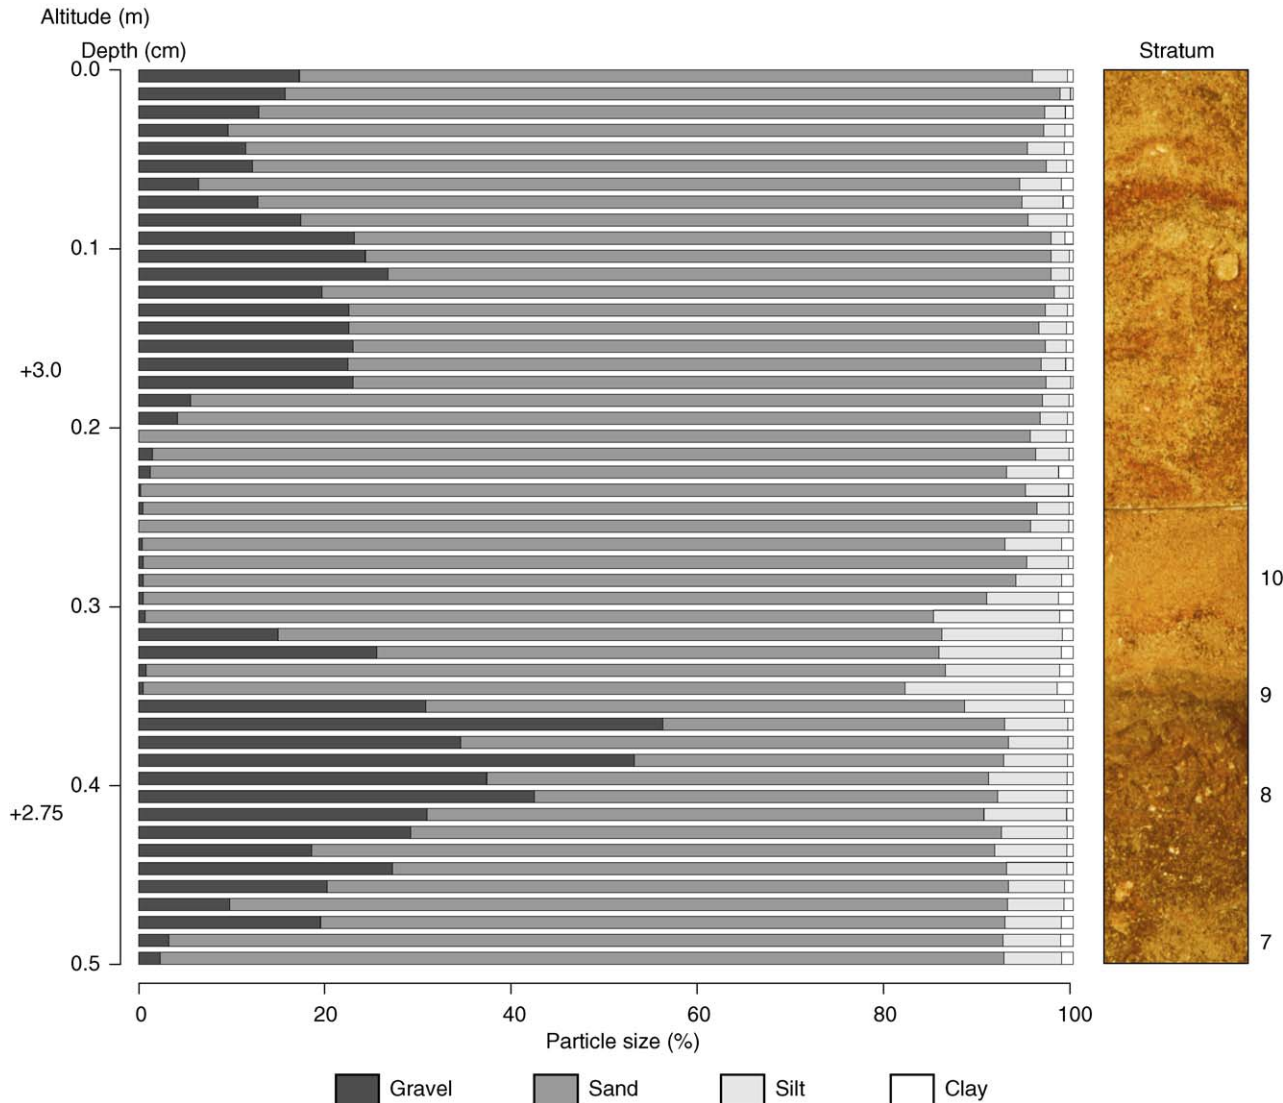 Altitude (m)
Depth (cm)
Stratum
0.0
0.1
+3.0
0.2
0.3
10
9
0.4
8
+2.75
7
0.5
0 20 40 60 80 100
Particle size (%)
Gravel Sand Silt Clay